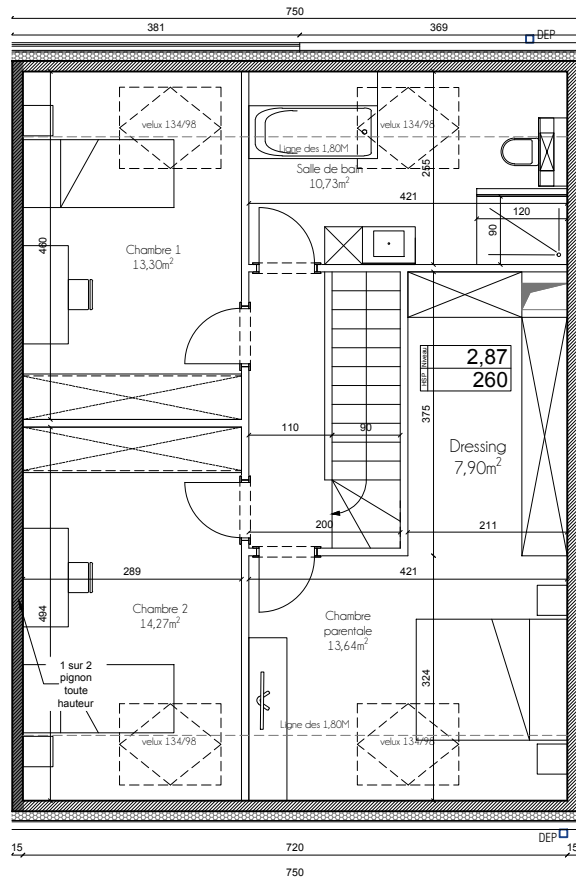 750
381
369
DEP
velux 134/98
velux 134/98
Ligne des 1,80M
Salle de bain
10,73m²
255
421
120
90
460
Chambre 1
13,30m²
HSP Niveau
2,87
260
375
110
90
Dressing
7,90m²
200
211
289
421
494
Chambre 2
14,27m²
Chambre
parentale
13,64m²
324
1 sur 2
pignon
toute
hauteur
Ligne des 1,80M
velux 134/98
velux 134/98
DEP
15
720
15
750